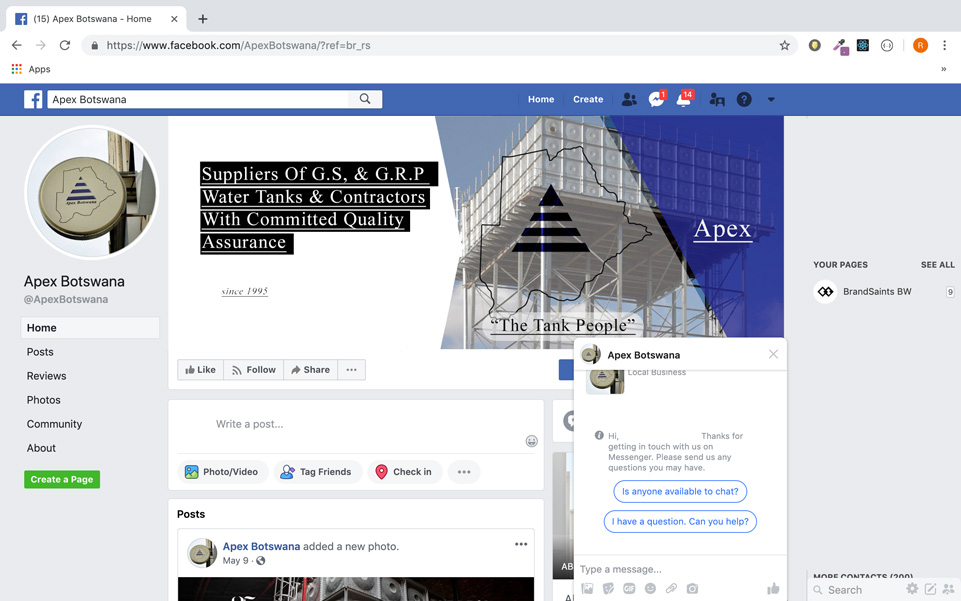 (15) Apex Botswana - Home
https://www.facebook.com/ApexBotswana/?ref=br_rs
R
Apps
»
Apex Botswana
Home
Create
1
14
Suppliers Of G.S, & G.R.P
Water Tanks & Contractors
With Committed Quality
Assurance
since 1995
Apex
“The Tank People”
Apex Botswana
@ApexBotswana
Home
Posts
Reviews
Photos
Community
About
Create a Page
Like
Follow
Share
Write a post...
Photo/Video
Tag Friends
Check in
Posts
Apex Botswana added a new photo.
May 9 ·
YOUR PAGES
SEE ALL
BrandSaints BW
9
Apex Botswana
Local Business
Hi, Thanks for
getting in touch with us on
Messenger. Please send us any
questions you may have.
Is anyone available to chat?
I have a question. Can you help?
Type a message...
GIF
MORE CONTACTS (200)
Search